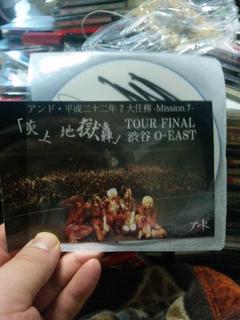 アンド・平成二十二年7大任務 -Mission.7-
「炎上地獄轟」 TOUR FINAL
渋谷 O-EAST
アンド